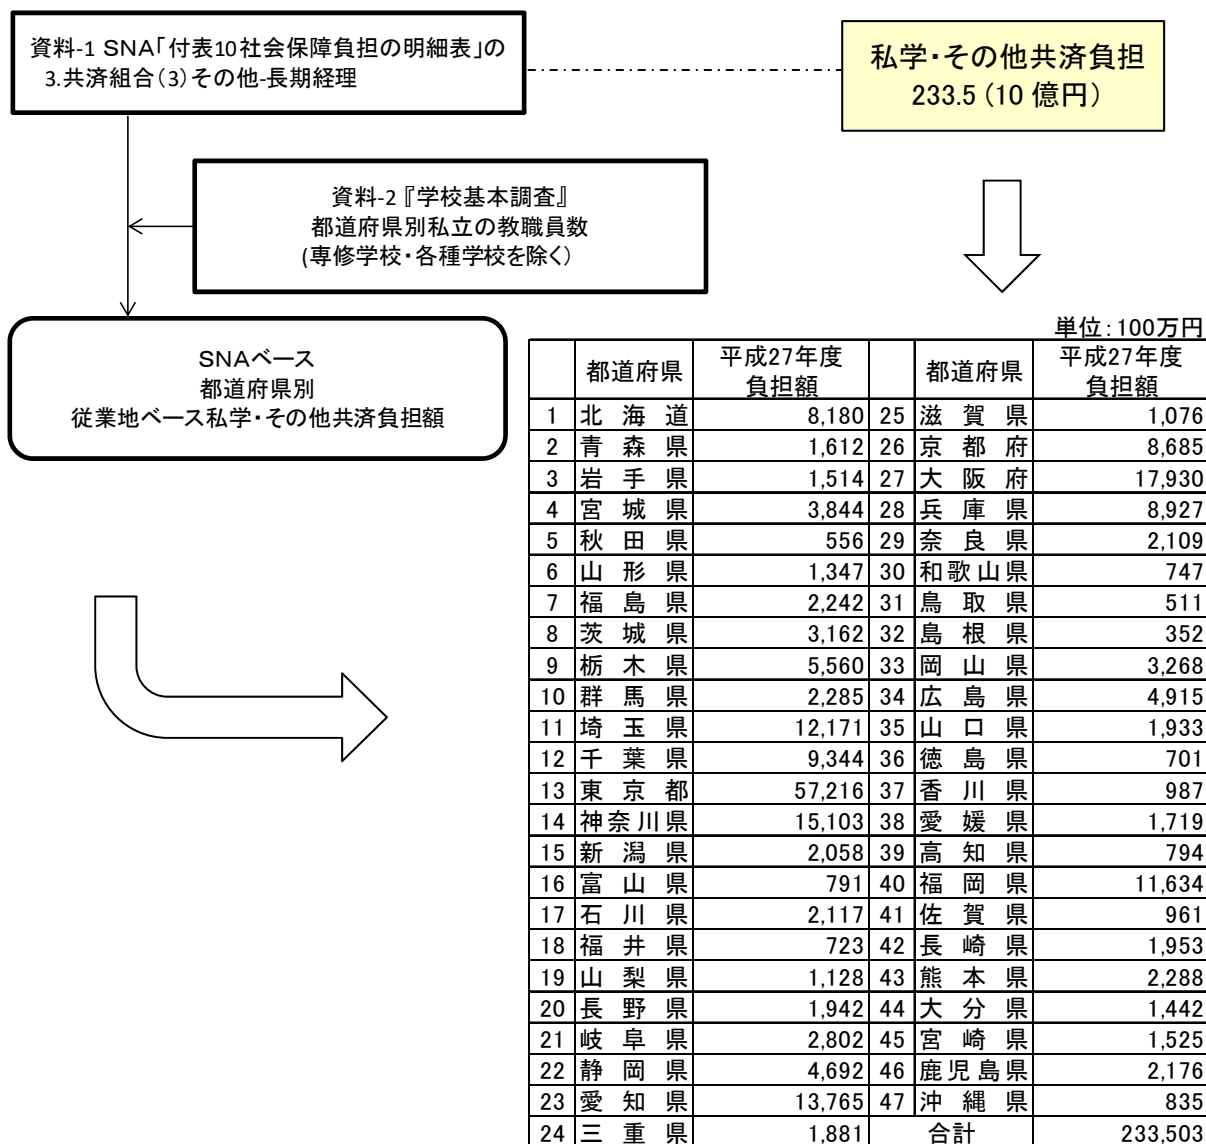 資料-1 SNA「付表10社会保障負担の明細表」の
3.共済組合(3)その他-長期経理
私学・その他共済負担
233.5 (10 億円)
資料-2『学校基本調査』
都道府県別私立の教職員数
(専修学校・各種学校を除く)
SNAベース
都道府県別
従業地ベース私学・その他共済負担額
単位:100万円
都道府県 平成27年度 負担額 都道府県 平成27年度 負担額
1 北海道 8,180 25 滋賀県 1,076
2 青森県 1,612 26 京都府 8,685
3 岩手県 1,514 27 大阪府 17,930
4 宮城県 3,844 28 兵庫県 8,927
5 秋田県 556 29 奈良県 2,109
6 山形県 1,347 30 和歌山県 747
7 福島県 2,242 31 鳥取県 511
8 茨城県 3,162 32 島根県 352
9 栃木県 5,560 33 岡山県 3,268
10 群馬県 2,285 34 広島県 4,915
11 埼玉県 12,171 35 山口県 1,933
12 千葉県 9,344 36 徳島県 701
13 東京都 57,216 37 香川県 987
14 神奈川県 15,103 38 愛媛県 1,719
15 新潟県 2,058 39 高知県 794
16 富山県 791 40 福岡県 11,634
17 石川県 2,117 41 佐賀県 961
18 福井県 723 42 長崎県 1,953
19 山梨県 1,128 43 熊本県 2,288
20 長野県 1,942 44 大分県 1,442
21 岐阜県 2,802 45 宮崎県 1,525
22 静岡県 4,692 46 鹿児島県 2,176
23 愛知県 13,765 47 沖縄県 835
24 三重県 1,881 合計 233,503